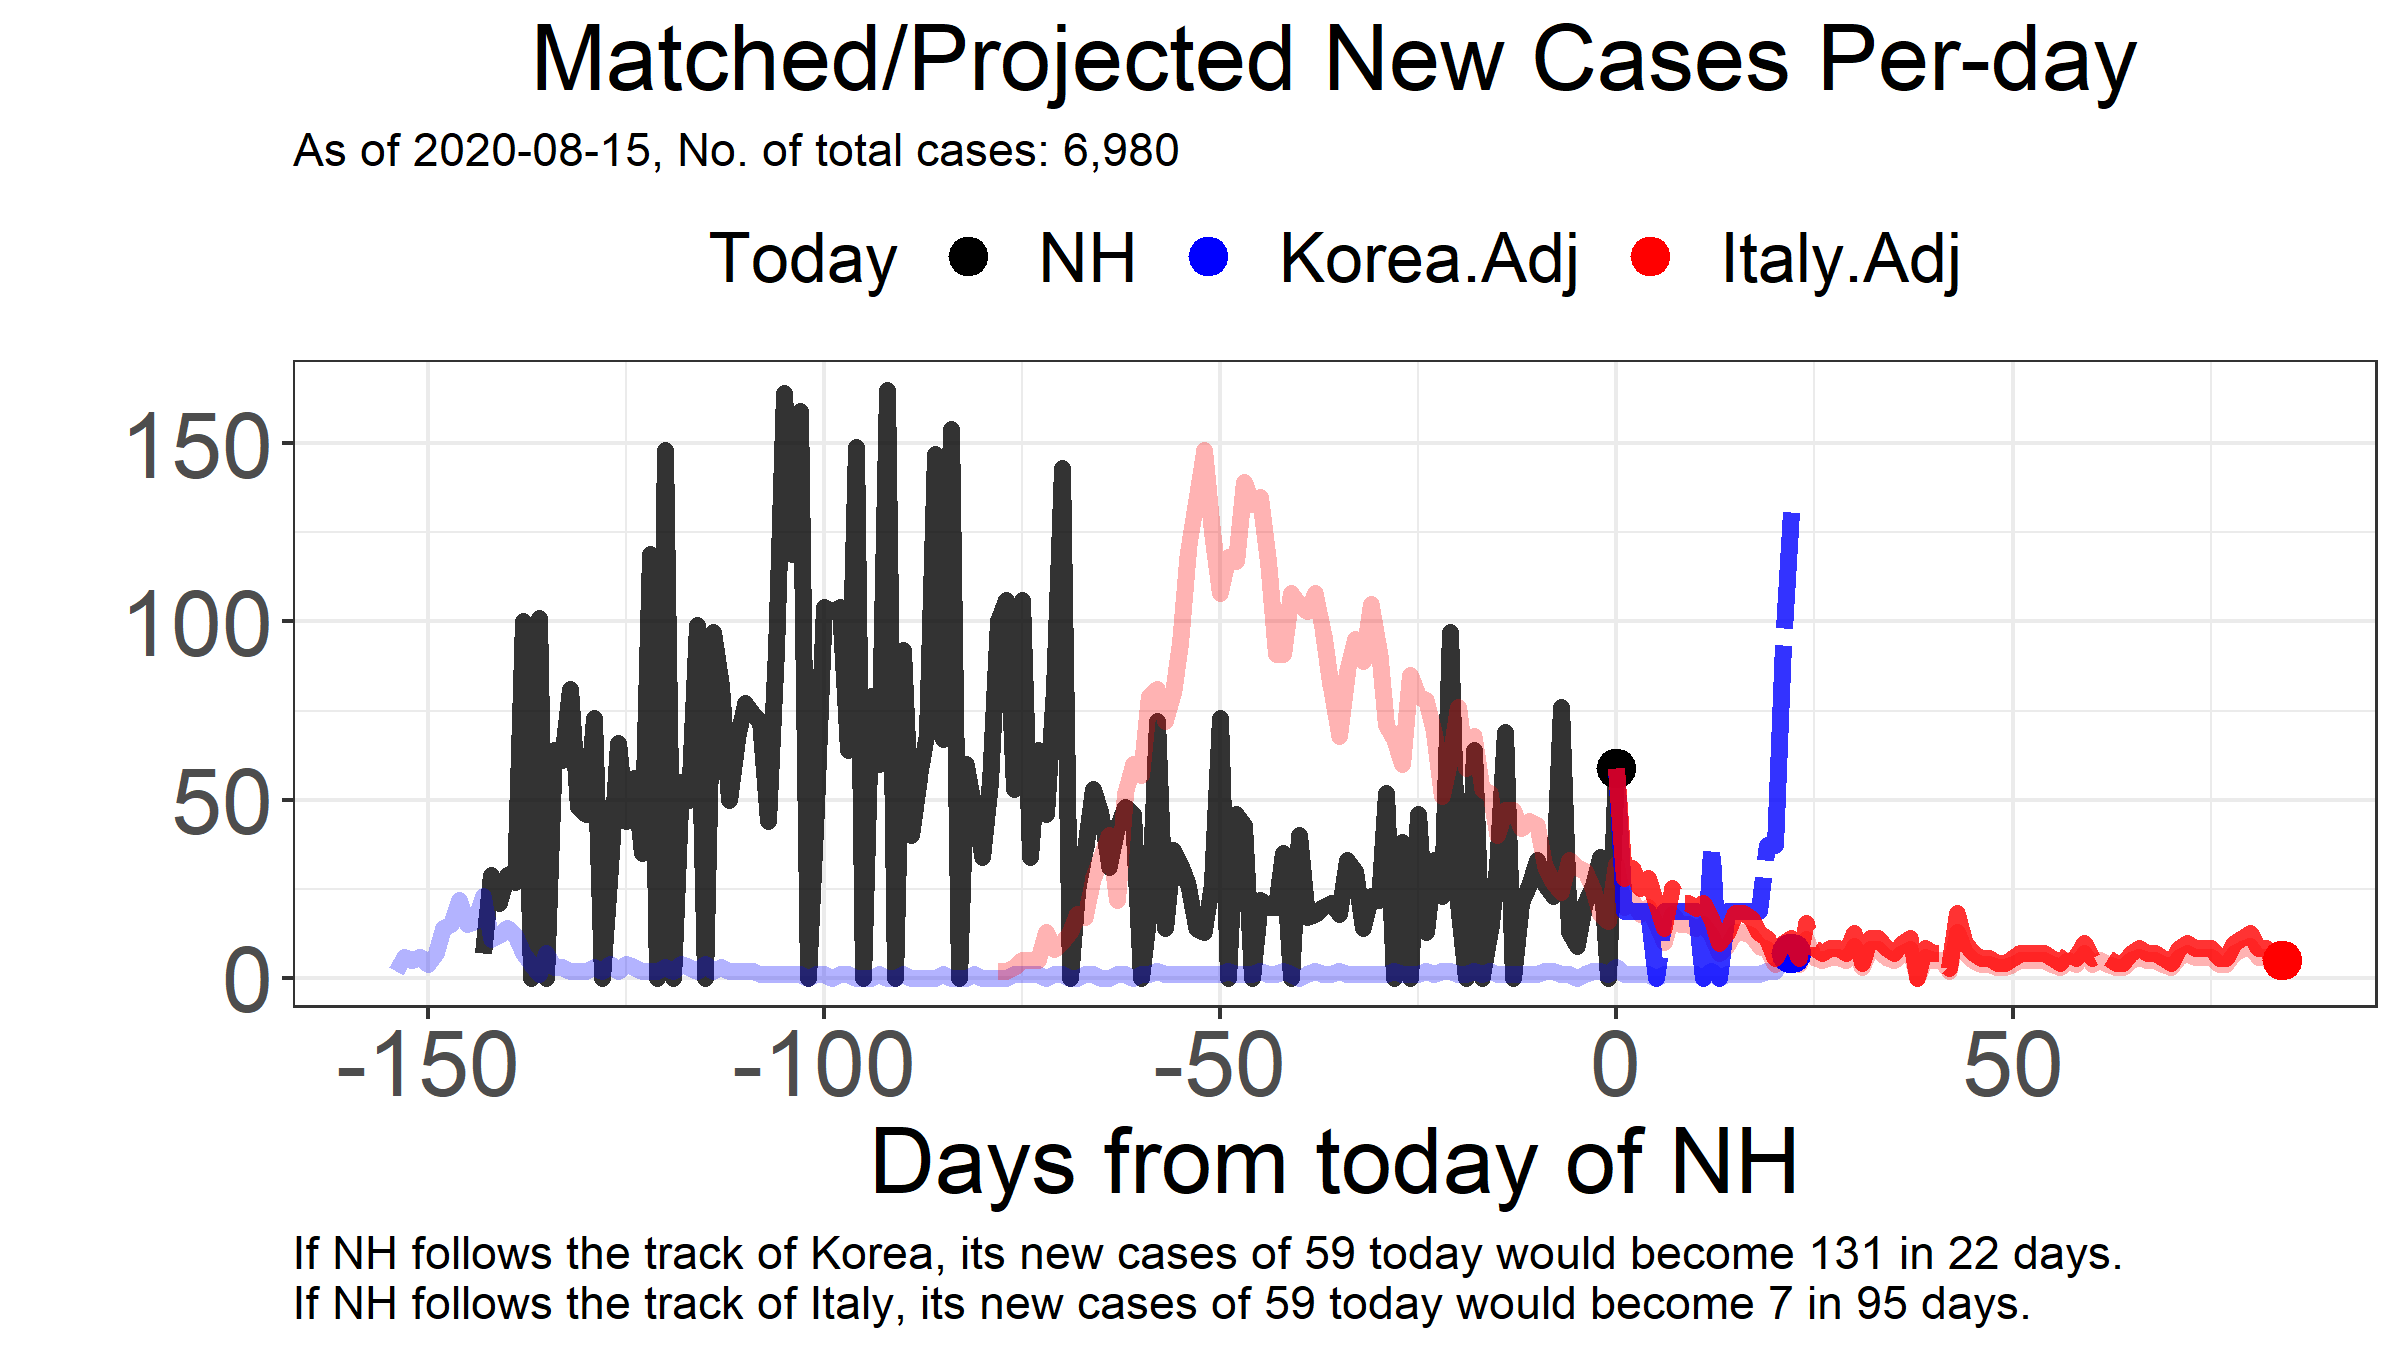 Matched/Projected New Cases Per-day
As of 2020-08-15, No. of total cases: 6,980
Today NH Korea.Adj Italy.Adj
150
100
50
0
-150 -100 -50 0 50
Days from today of NH
If NH follows the track of Korea, its new cases of 59 today would become 131 in 22 days.
If NH follows the track of Italy, its new cases of 59 today would become 7 in 95 days.